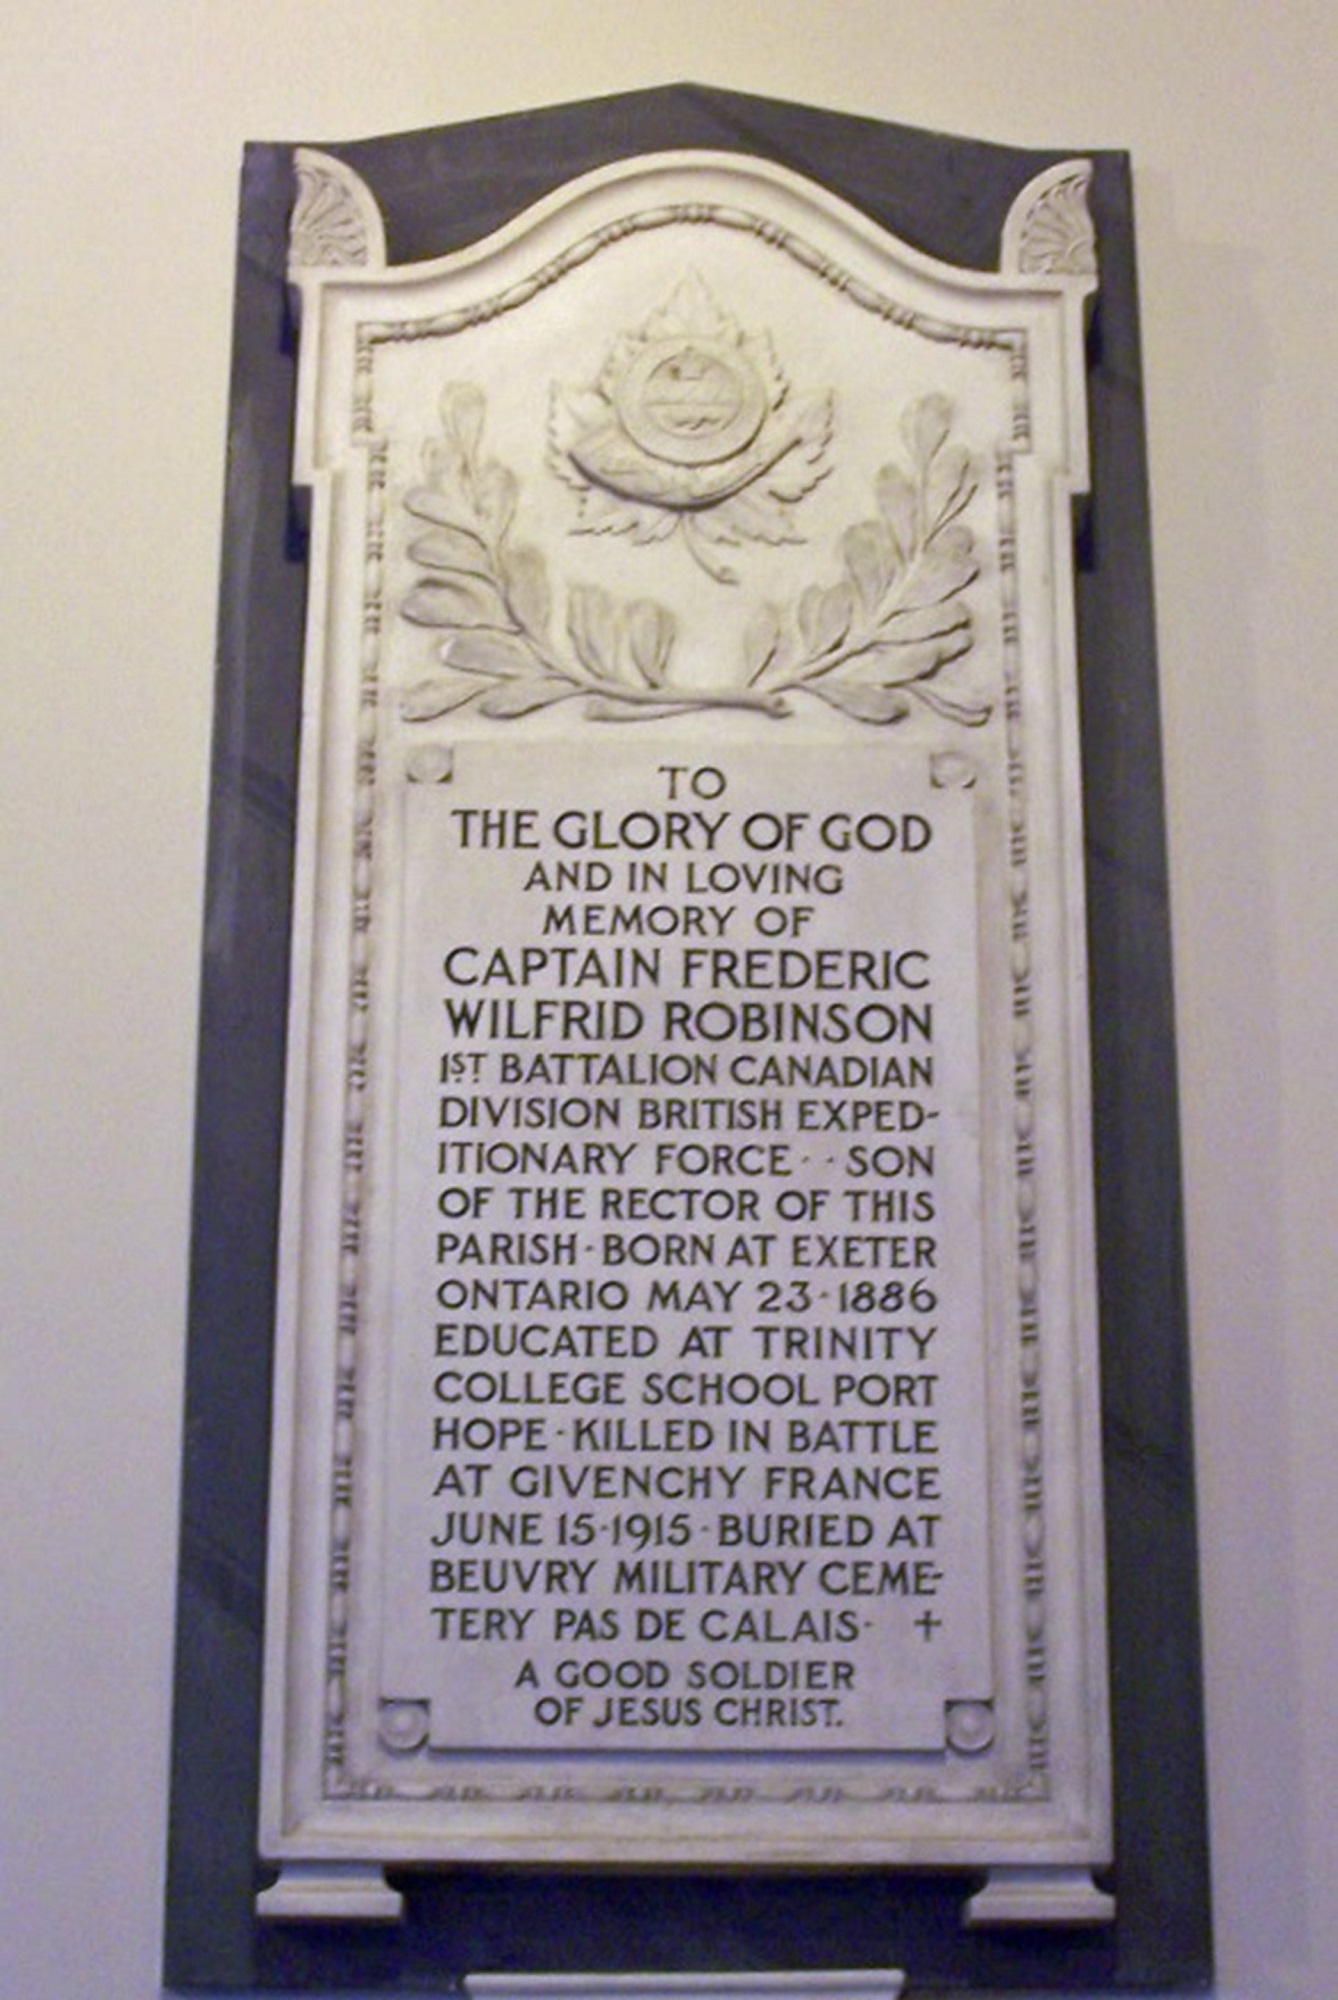 TO
THE GLORY OF GOD
AND IN LOVING
MEMORY OF
CAPTAIN FREDERIC
WILFRID ROBINSON
1ST BATTALION CANADIAN
DIVISION BRITISH EXPED-
ITIONARY FORCE · · SON
OF THE RECTOR OF THIS
PARISH · BORN AT EXETER
ONTARIO MAY 23 · 1886
EDUCATED AT TRINITY
COLLEGE SCHOOL PORT
HOPE · KILLED IN BATTLE
AT GIVENCHY FRANCE
JUNE 15 · 1915 · BURIED AT
BEUVRY MILITARY CEME-
TERY PAS DE CALAIS · +
A GOOD SOLDIER
OF JESUS CHRIST.